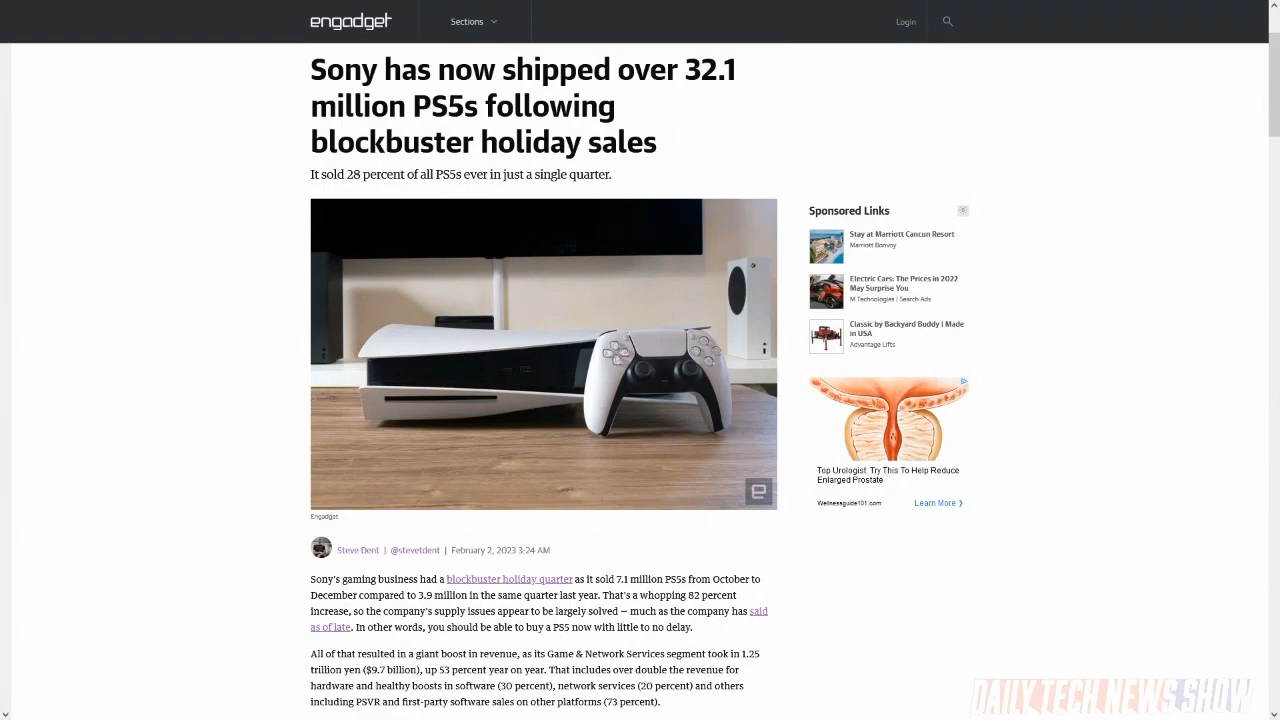 engadget
Sections
Login
Sony has now shipped over 32.1
million PS5s following
blockbuster holiday sales
It sold 28 percent of all PS5s ever in just a single quarter.
Engadget
Steve Dent | @stevetdent | February 2, 2023 3:24 AM
Sony's gaming business had a blockbuster holiday quarter as it sold 7.1 million PS5s from October to
December compared to 3.9 million in the same quarter last year. That's a whopping 82 percent
increase, so the company's supply issues appear to be largely solved — much as the company has said
as of late. In other words, you should be able to buy a PS5 now with little to no delay.
All of that resulted in a giant boost in revenue, as its Game & Network Services segment took in 1.25
trillion yen ($9.7 billion), up 53 percent year on year. That includes over double the revenue for
hardware and healthy boosts in software (30 percent), network services (20 percent) and others
including PSVR and first-party software sales on other platforms (73 percent).
Sponsored Links
Stay at Marriott Cancun Resort
Marriott Bonvoy
Electric Cars: The Prices in 2022
May Surprise You
M Technologies | Search Ads
Classic by Backyard Buddy | Made
in USA
Advantage Lifts
Top Urologist: Try This To Help Reduce
Enlarged Prostate
Wellnessguide101.com
Learn More
DAILY TECH NEWS SHOW